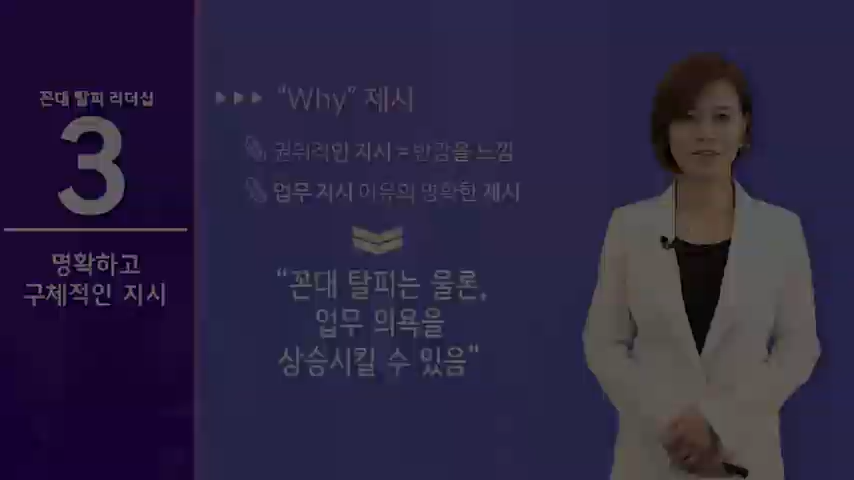 꼰대 탈피 리더십
3
명확하고
구체적인 지시
"Why" 제시
권위적인 지시 = 반감을 느낌
업무 지시 이유의 명확한 제시
"꼰대 탈피는 물론,
업무 의욕을
상승시킬 수 있음"